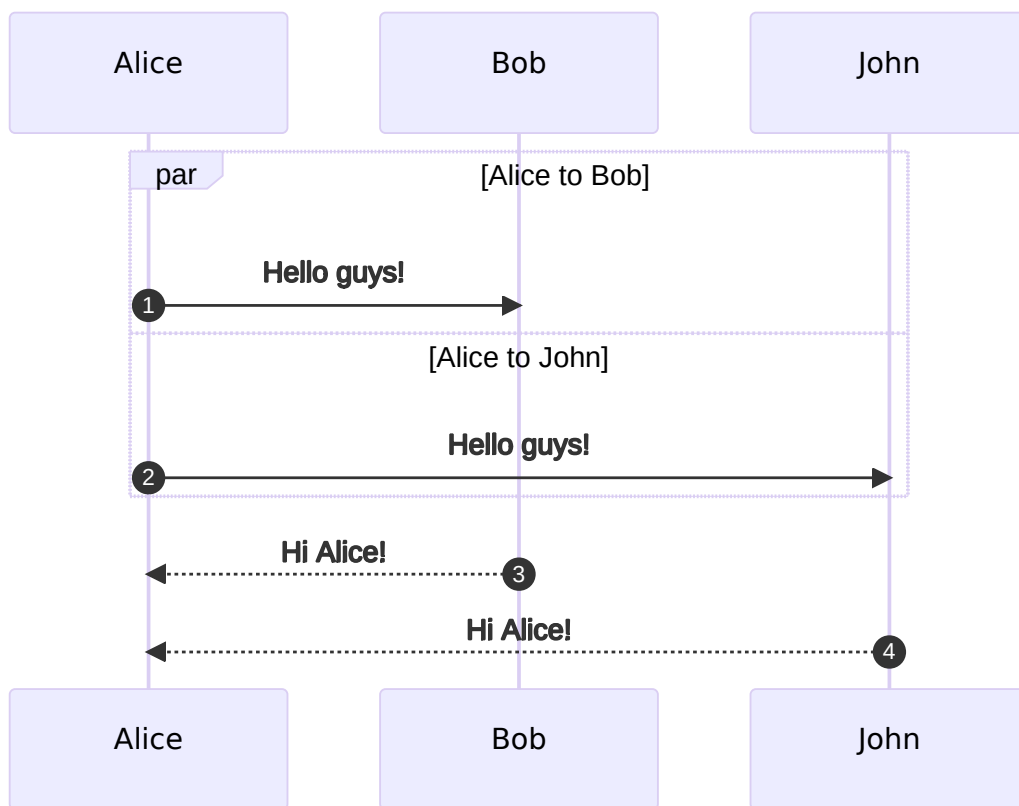 Alice Bob John
par [Alice to Bob]
Hello guys!
1
[Alice to John]
Hello guys!
2
Hi Alice!
3
Hi Alice!
4
Alice Bob John